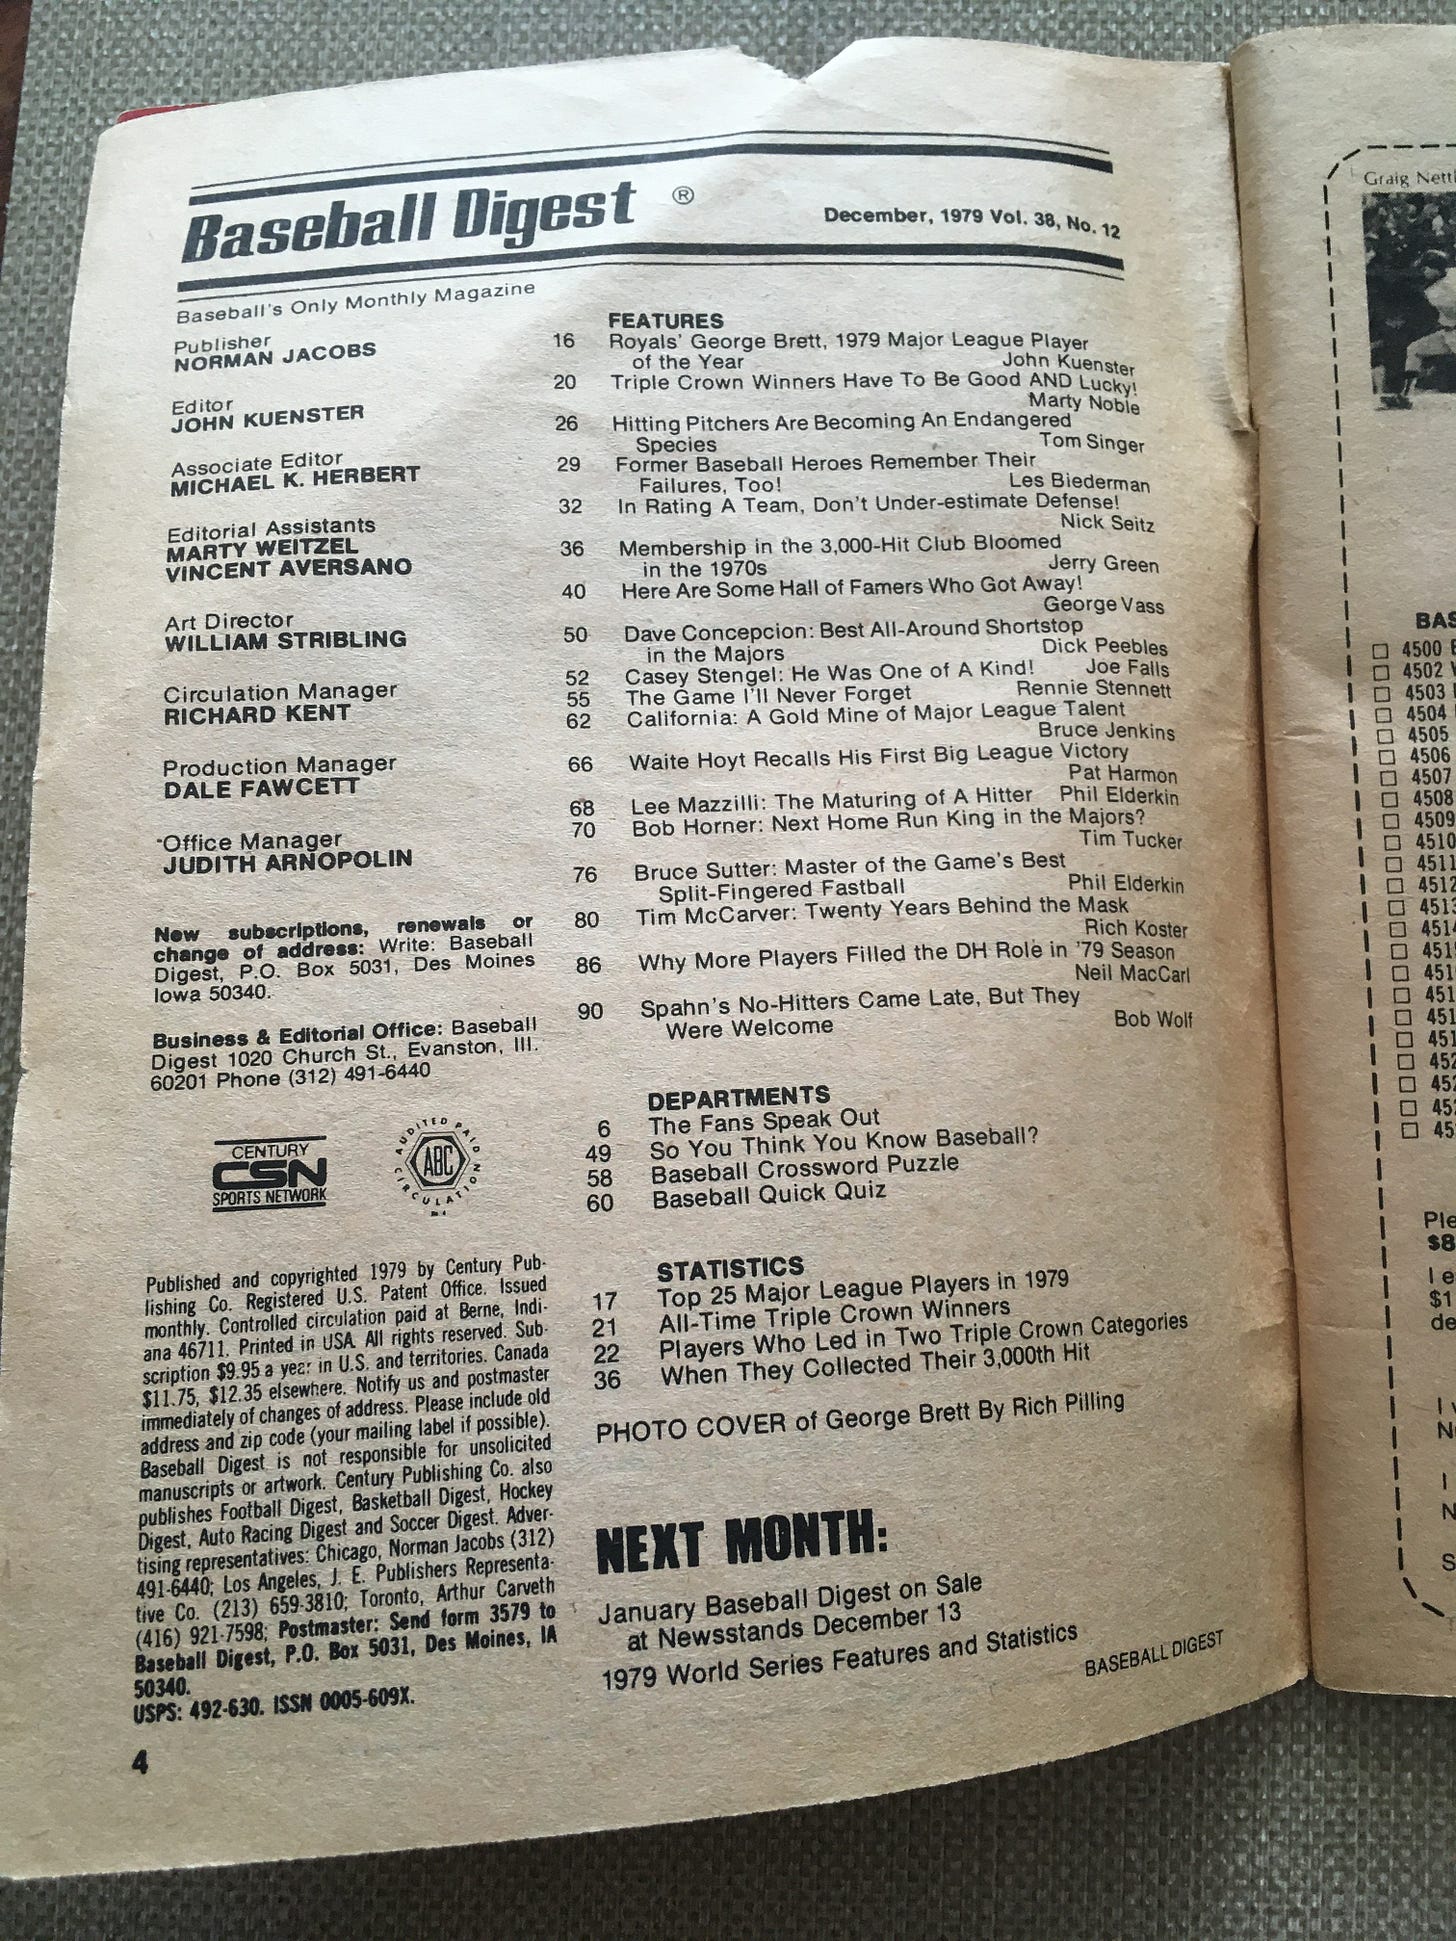 Baseball Digest ®
December, 1979 Vol. 38, No. 12
Baseball's Only Monthly Magazine
Publisher
NORMAN JACOBS
Editor
JOHN KUENSTER
Associate Editor
MICHAEL K. HERBERT
Editorial Assistants
MARTY WEITZEL
VINCENT AVERSANO
Art Director
WILLIAM STRIBLING
Circulation Manager
RICHARD KENT
Production Manager
DALE FAWCETT
Office Manager
JUDITH ARNOPOLIN
New subscriptions, renewals or
change of address: Write: Baseball
Digest, P.O. Box 5031, Des Moines
Iowa 50340.
Business & Editorial Office: Baseball
Digest 1020 Church St., Evanston, Ill.
60201 Phone (312) 491-6440
CENTURY
CSN
SPORTS NETWORK
AUDITED PAID
ABC
CIRCULATION
Published and copyrighted 1979 by Century Pub-
lishing Co. Registered U.S. Patent Office. Issued
monthly. Controlled circulation paid at Berne, Indi-
ana 46711. Printed in USA. All rights reserved. Sub-
scription $9.95 a year in U.S. and territories. Canada
$11.75, $12.35 elsewhere. Notify us and postmaster
immediately of changes of address. Please include old
address and zip code (your mailing label if possible).
Baseball Digest is not responsible for unsolicited
manuscripts or artwork. Century Publishing Co. also
publishes Football Digest, Basketball Digest, Hockey
Digest, Auto Racing Digest and Soccer Digest. Adver-
tising representatives: Chicago, Norman Jacobs (312)
491-6440; Los Angeles, J. E. Publishers Representa-
tive Co. (213) 659-3810; Toronto, Arthur Carveth
(416) 921-7598; Postmaster: Send form 3579 to
Baseball Digest, P.O. Box 5031, Des Moines, IA
50340.
USPS: 492-630. ISSN 0005-609X.
4
FEATURES
16 Royals' George Brett, 1979 Major League Player
of the Year John Kuenster
20 Triple Crown Winners Have To Be Good AND Lucky!
Marty Noble
26 Hitting Pitchers Are Becoming An Endangered
Species Tom Singer
29 Former Baseball Heroes Remember Their
Failures, Too! Les Biederman
32 In Rating A Team, Don't Under-estimate Defense!
Nick Seitz
36 Membership in the 3,000-Hit Club Bloomed
in the 1970s Jerry Green
40 Here Are Some Hall of Famers Who Got Away!
George Vass
50 Dave Concepcion: Best All-Around Shortstop
in the Majors Dick Peebles
52 Casey Stengel: He Was One of A Kind! Joe Falls
55 The Game I'll Never Forget Rennie Stennett
62 California: A Gold Mine of Major League Talent
Bruce Jenkins
66 Waite Hoyt Recalls His First Big League Victory
Pat Harmon
68 Lee Mazzilli: The Maturing of A Hitter Phil Elderkin
70 Bob Horner: Next Home Run King in the Majors?
Tim Tucker
76 Bruce Sutter: Master of the Game's Best
Split-Fingered Fastball Phil Elderkin
80 Tim McCarver: Twenty Years Behind the Mask
Rich Koster
86 Why More Players Filled the DH Role in '79 Season
Neil MacCarl
90 Spahn's No-Hitters Came Late, But They
Were Welcome Bob Wolf
DEPARTMENTS
6 The Fans Speak Out
49 So You Think You Know Baseball?
58 Baseball Crossword Puzzle
60 Baseball Quick Quiz
STATISTICS
17 Top 25 Major League Players in 1979
21 All-Time Triple Crown Winners
22 Players Who Led in Two Triple Crown Categories
36 When They Collected Their 3,000th Hit
PHOTO COVER of George Brett By Rich Pilling
NEXT MONTH:
January Baseball Digest on Sale
at Newsstands December 13
1979 World Series Features and Statistics
BASEBALL DIGEST
Graig
4500
4502
4503
4504
4505
4506
4507
4508
4509
4510
4511
4512